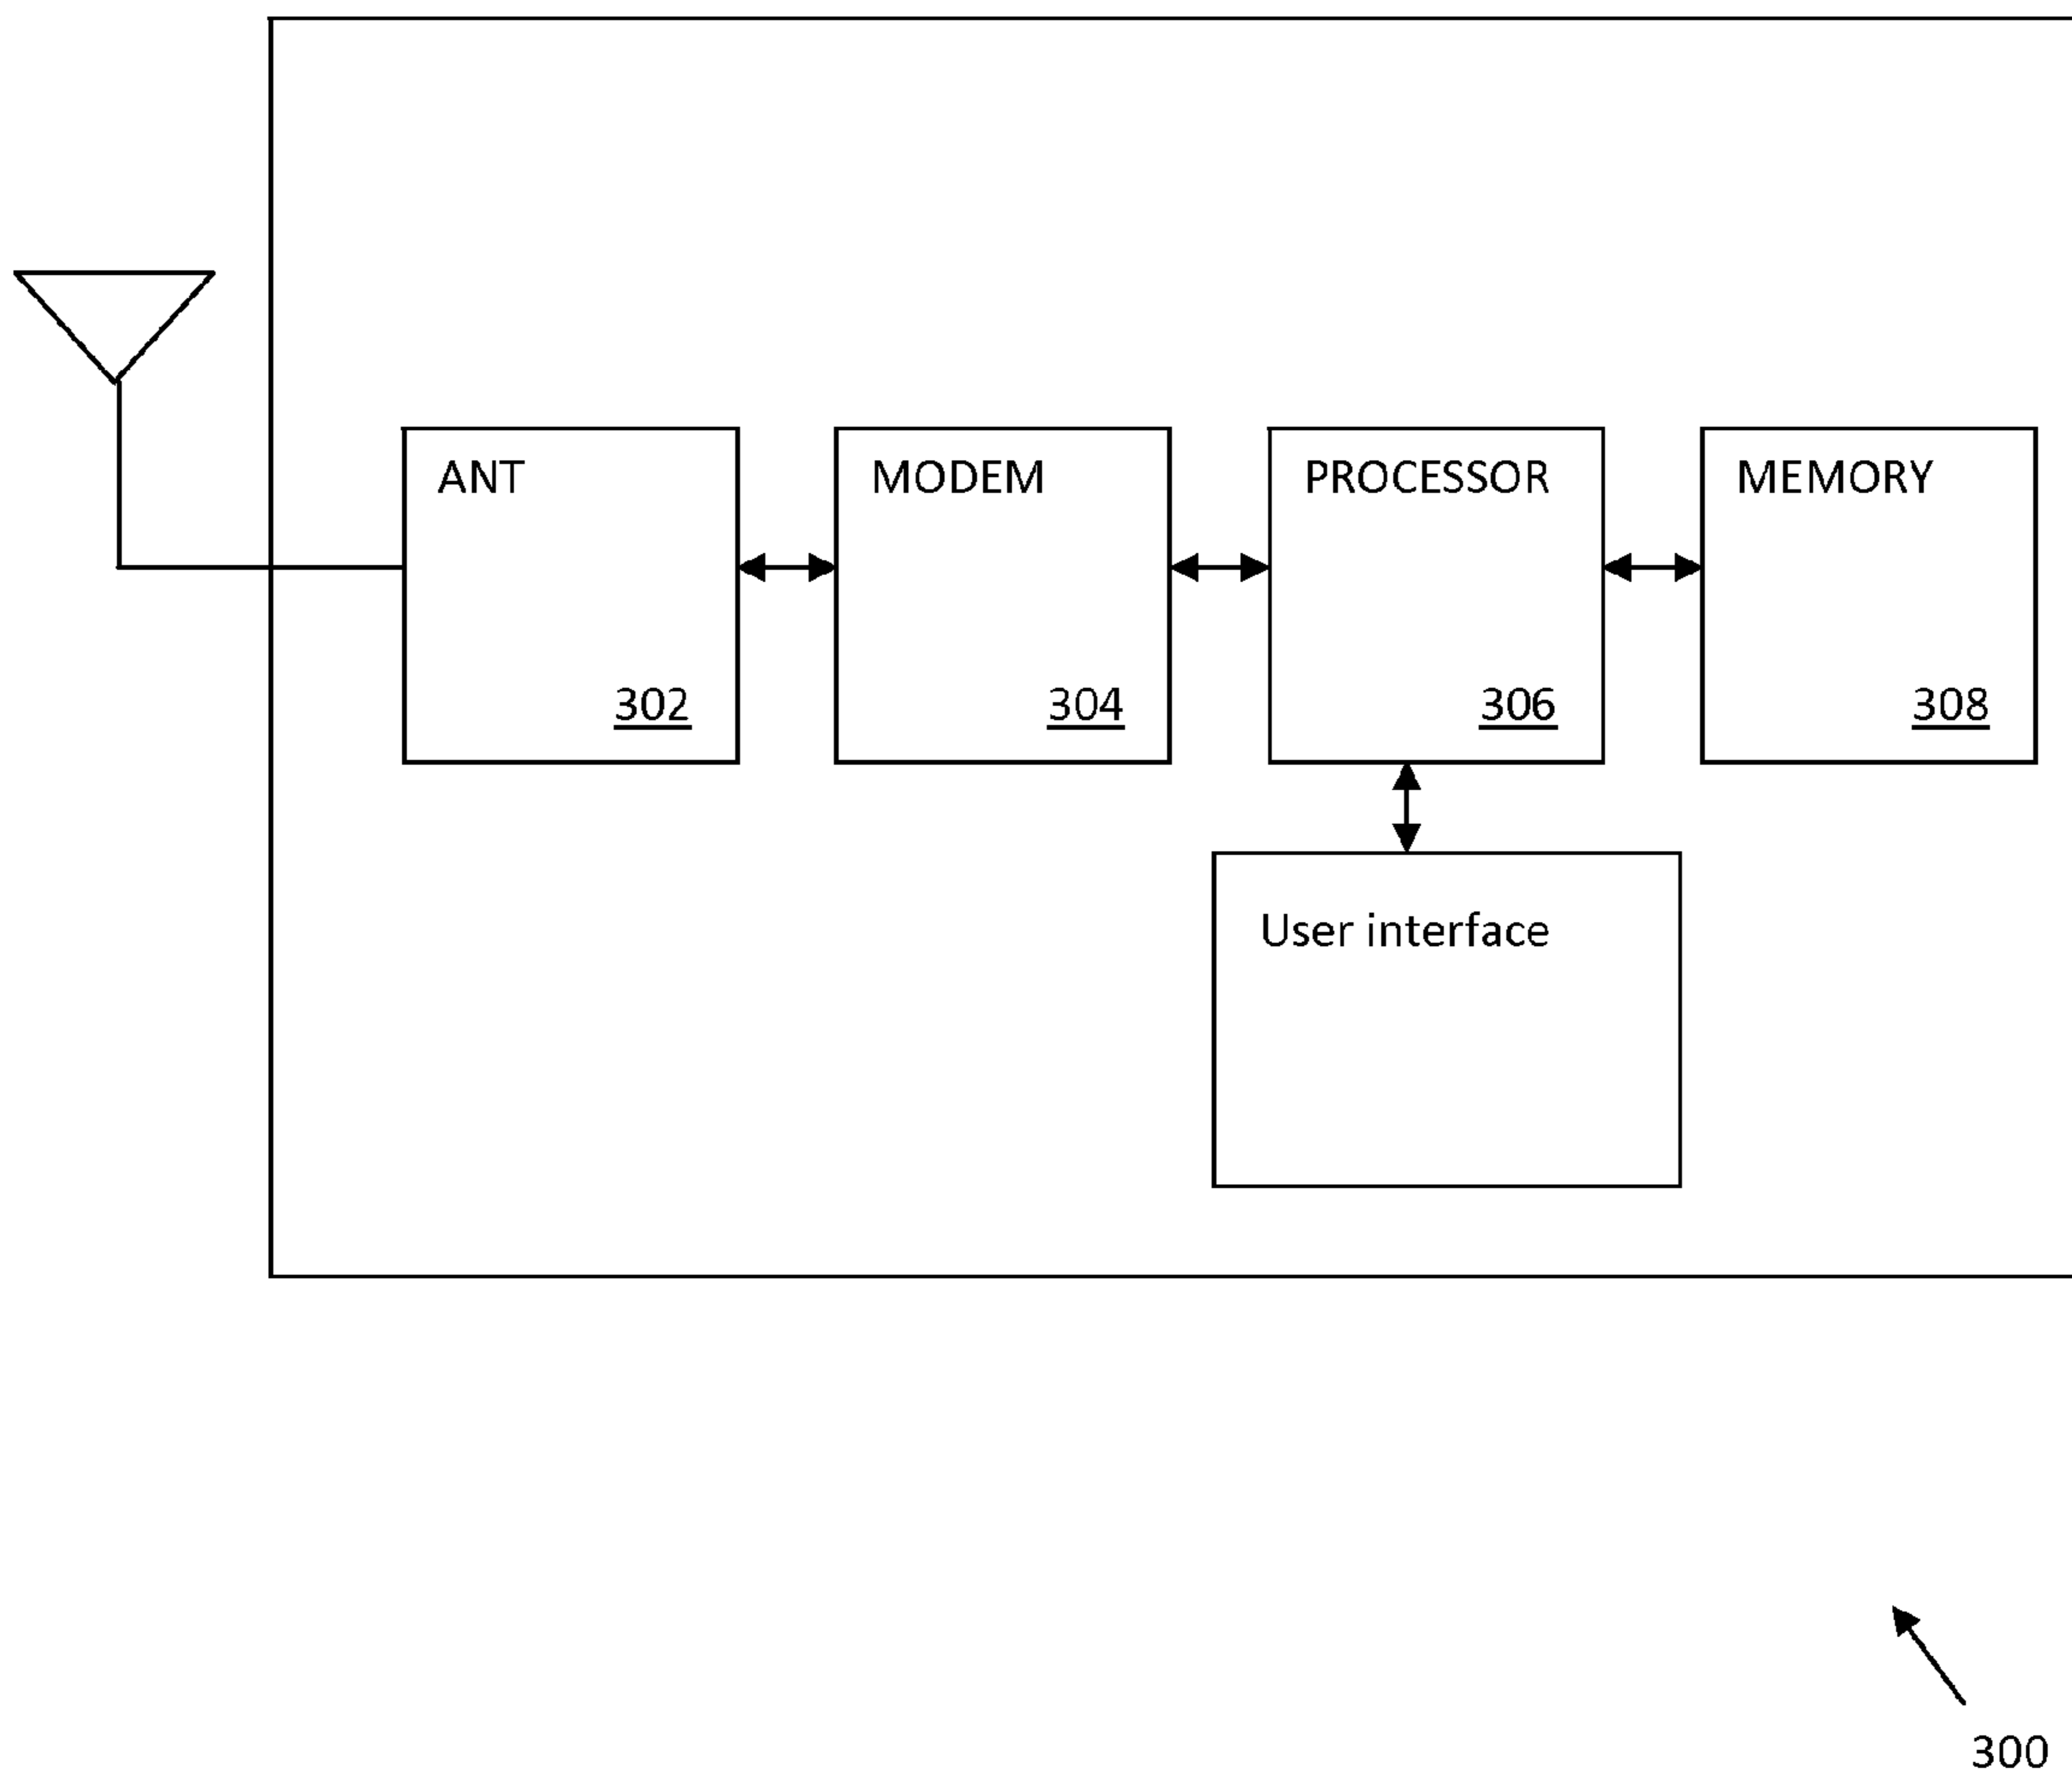 ANT
MODEM
PROCESSOR
MEMORY
302
304
306
308
User interface
300